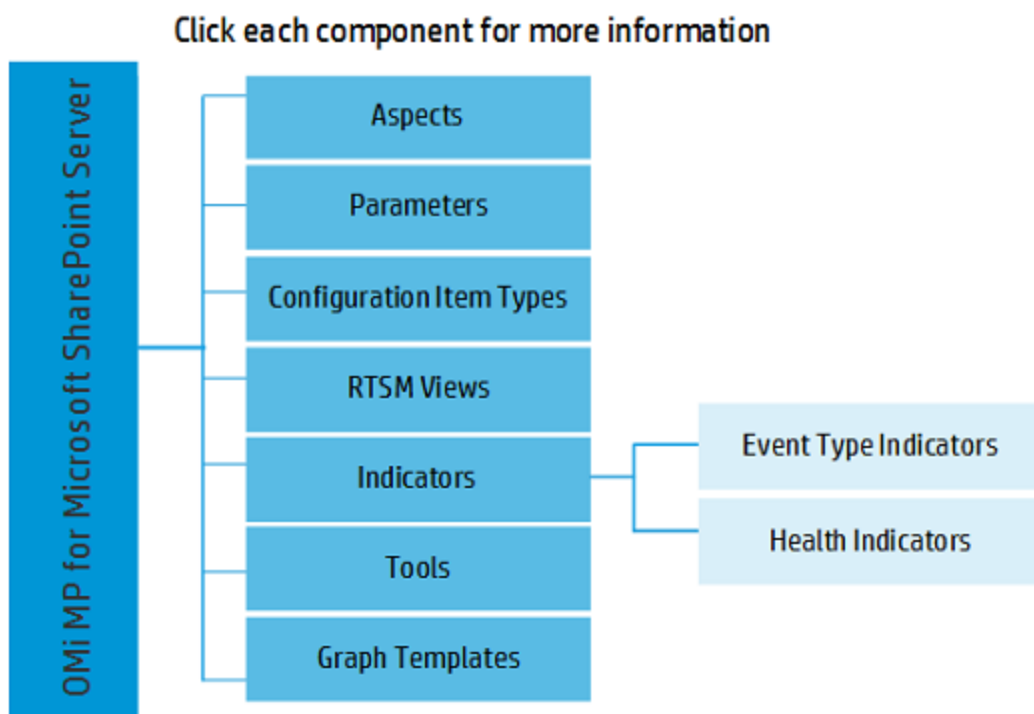 Click each component for more information
OMi MP for Microsoft SharePoint Server
Aspects
Parameters
Configuration Item Types
RTSM Views
Indicators
Event Type Indicators
Health Indicators
Tools
Graph Templates